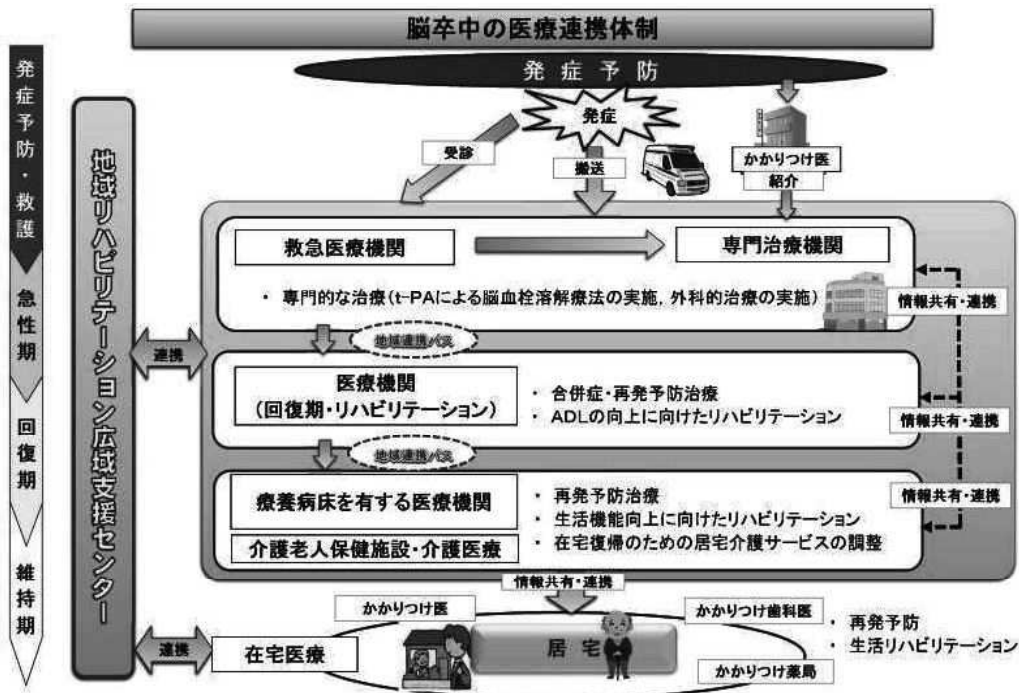 脳卒中の医療連携体制
発症予防
発症予防・救護
急性期
回復期
維持期
地域リハビリテーション広域支援センター
発症
受診
搬送
かかりつけ医
紹介
救急医療機関
専門治療機関
・ 専門的な治療(t-PAによる脳血栓溶解療法の実施, 外科的治療の実施)
情報共有・連携
地域連携パス
連携
医療機関
(回復期・リハビリテーション)
・ 合併症・再発予防治療
・ ADLの向上に向けたリハビリテーション
情報共有・連携
地域連携パス
療養病床を有する医療機関
介護老人保健施設・介護医療
・ 再発予防治療
・ 生活機能向上に向けたリハビリテーション
・ 在宅復帰のための居宅介護サービスの調整
情報共有・連携
情報共有・連携
かかりつけ医
かかりつけ歯科医
連携
在宅医療
居宅
かかりつけ薬局
・ 再発予防
・ 生活リハビリテーション